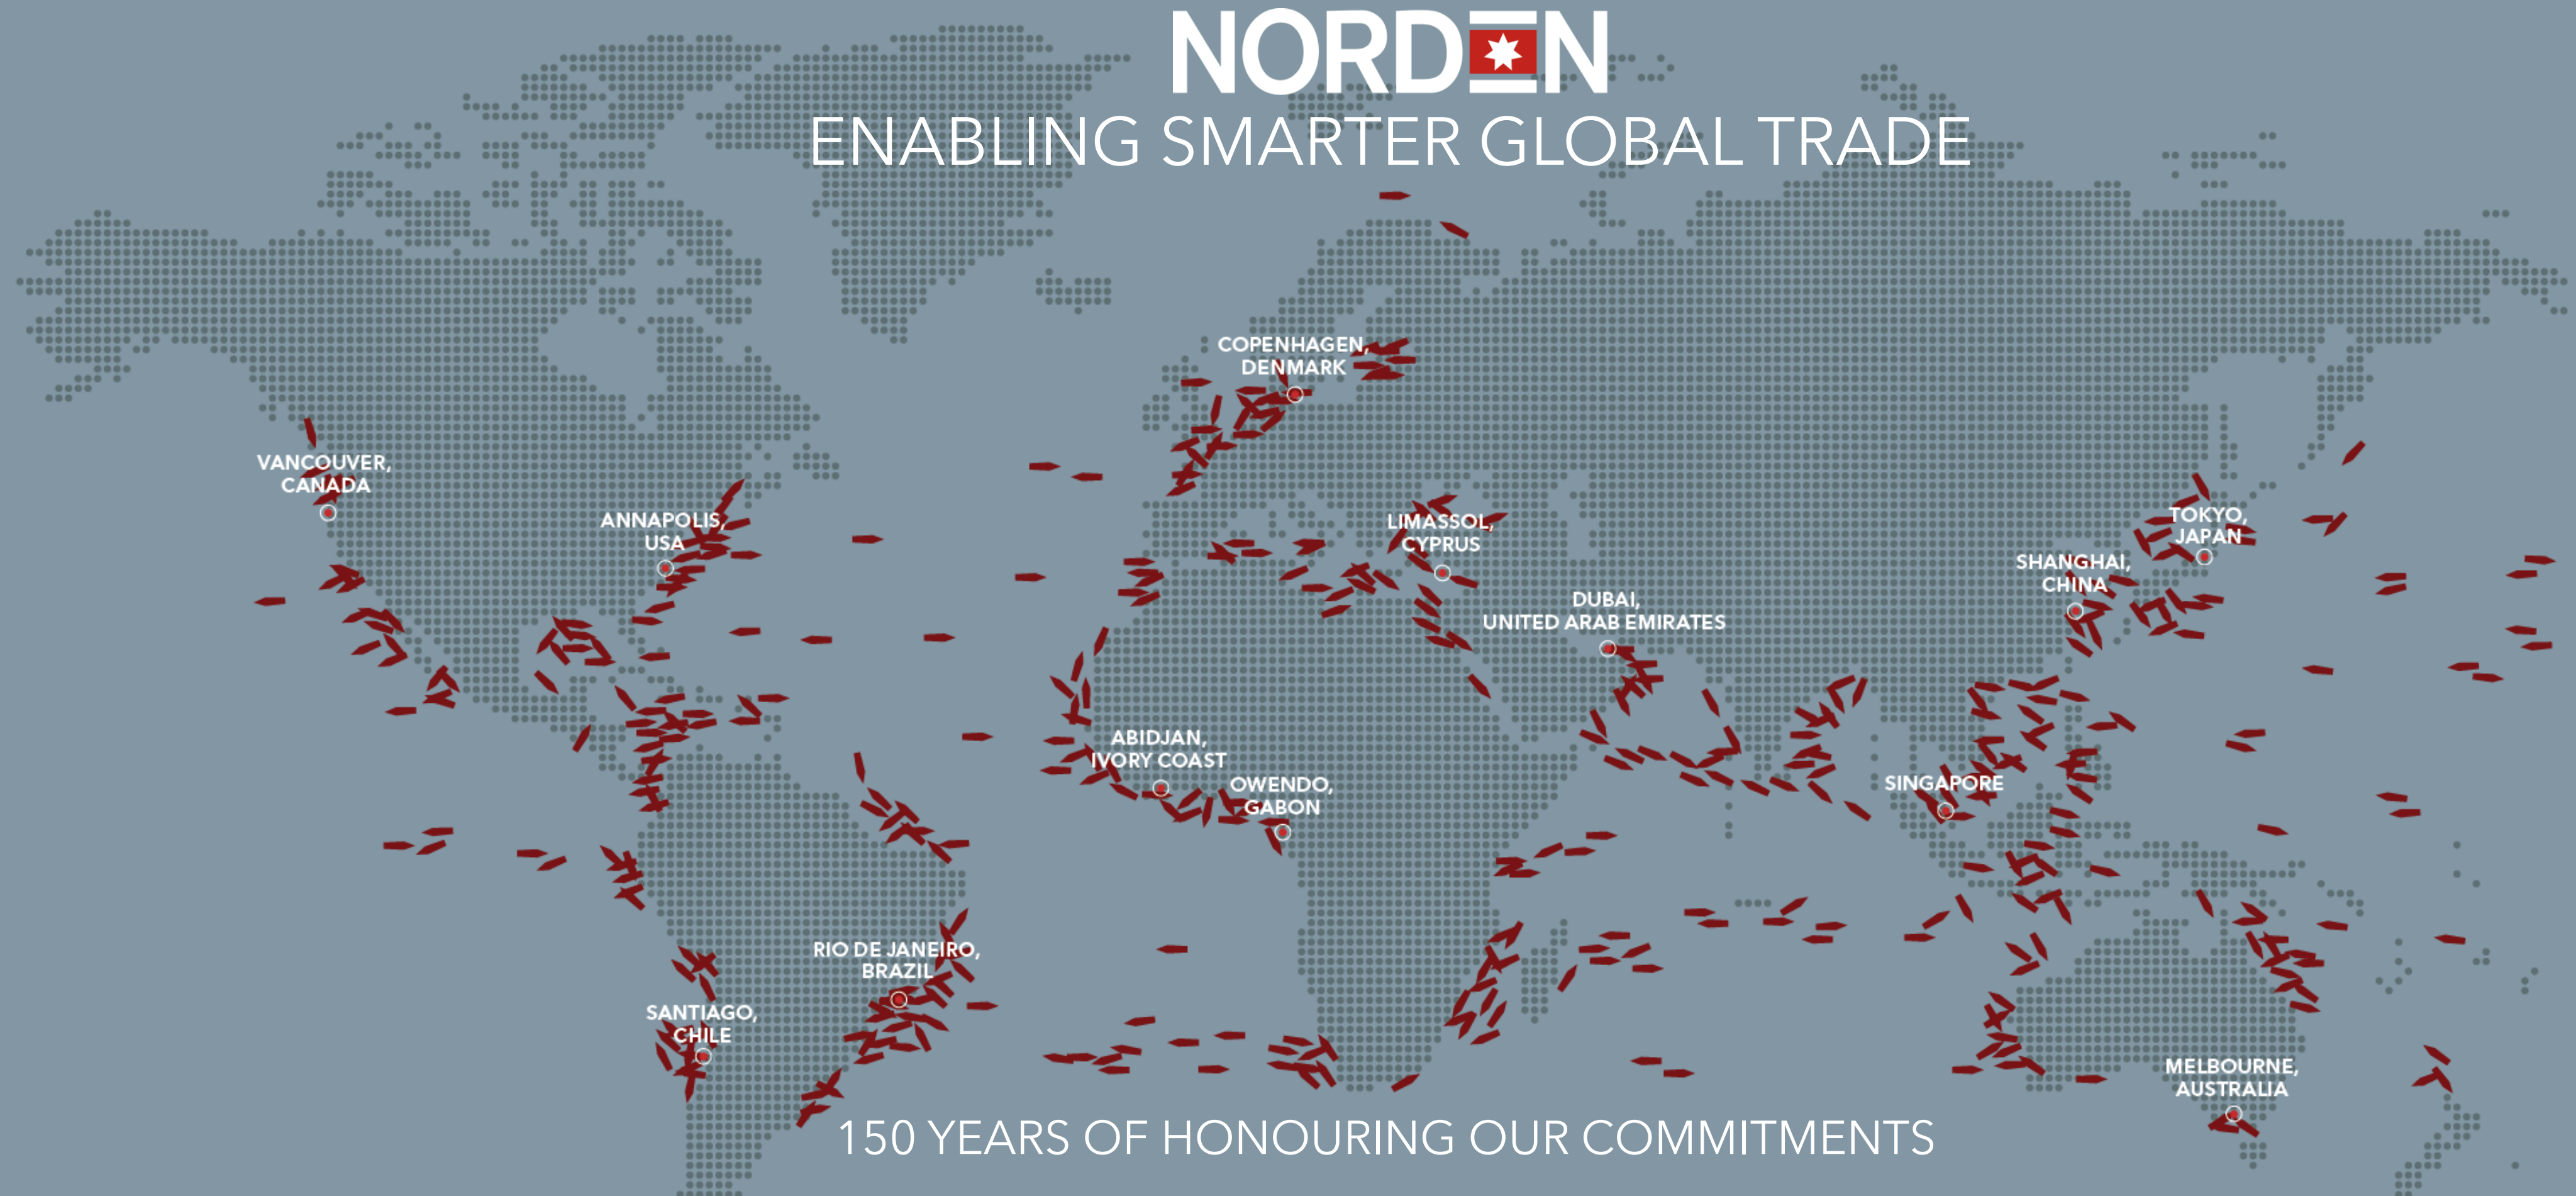 NORDEN
ENABLING SMARTER GLOBAL TRADE
COPENHAGEN,
DENMARK
VANCOUVER,
CANADA
ANNAPOLIS,
USA
LIMASSOL,
CYPRUS
TOKYO,
JAPAN
SHANGHAI,
CHINA
DUBAI,
UNITED ARAB EMIRATES
ABIDJAN,
IVORY COAST
OWENDO,
GABON
SINGAPORE
RIO DE JANEIRO,
BRAZIL
SANTIAGO,
CHILE
MELBOURNE,
AUSTRALIA
150 YEARS OF HONOURING OUR COMMITMENTS